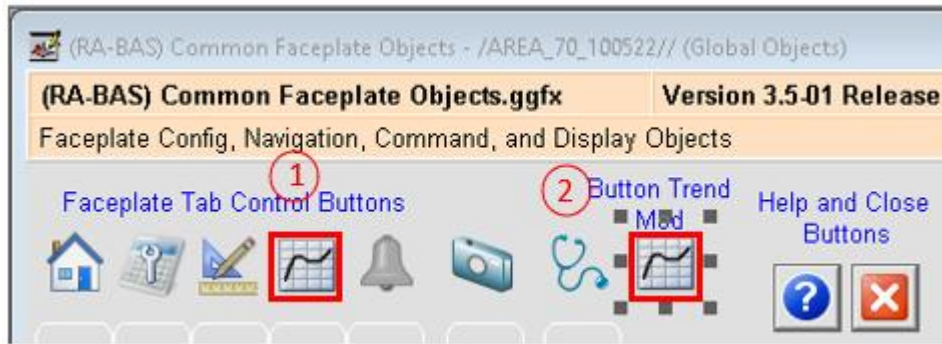 (RA-BAS) Common Faceplate Objects - /AREA_70_100522// (Global Objects)
(RA-BAS) Common Faceplate Objects.ggfx Version 3.5-01 Release
Faceplate Config, Navigation, Command, and Display Objects
1
2
Faceplate Tab Control Buttons
Button Trend
Mod
Help and Close
Buttons
?